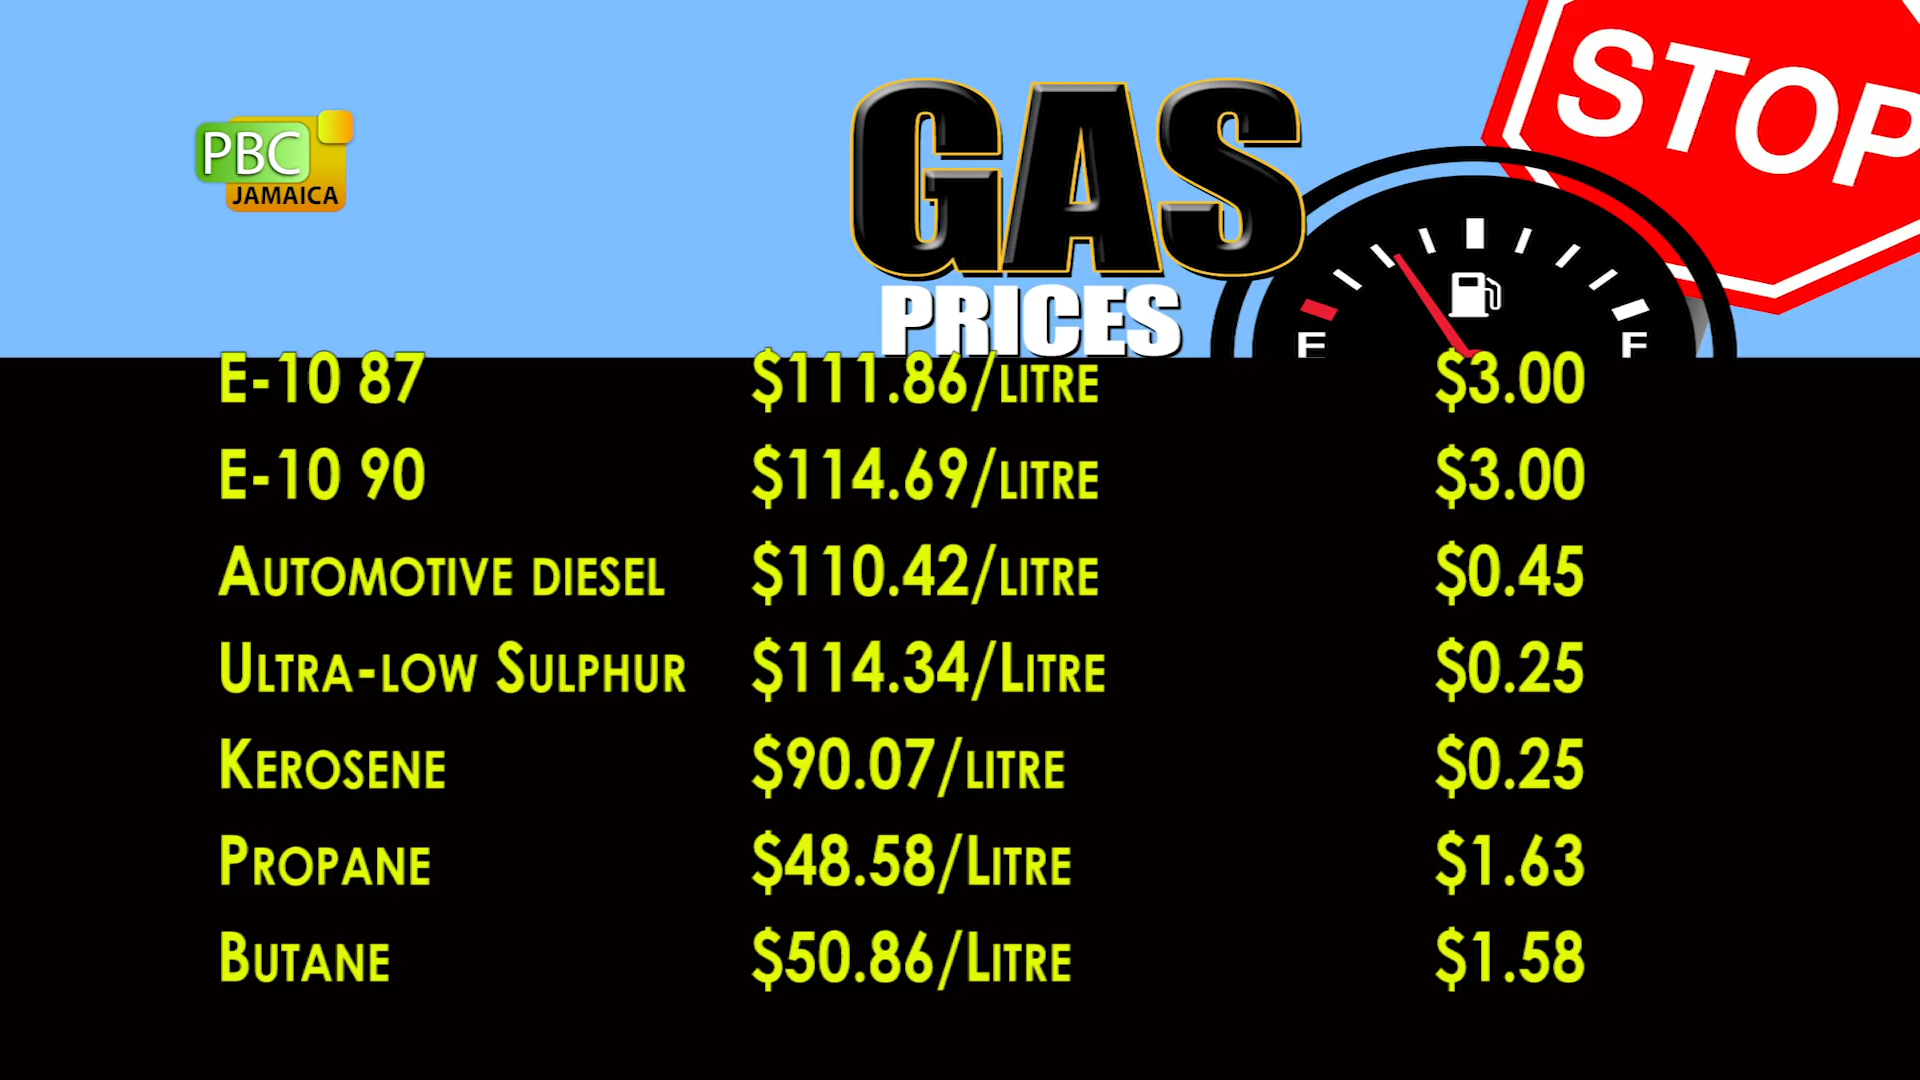 PBC
JAMAICA
GAS
PRICES
STOP
E
F
E-10 87 $111.86/LITRE $3.00
E-10 90 $114.69/LITRE $3.00
AUTOMOTIVE DIESEL $110.42/LITRE $0.45
ULTRA-LOW SULPHUR $114.34/LITRE $0.25
KEROSENE $90.07/LITRE $0.25
PROPANE $48.58/LITRE $1.63
BUTANE $50.86/LITRE $1.58